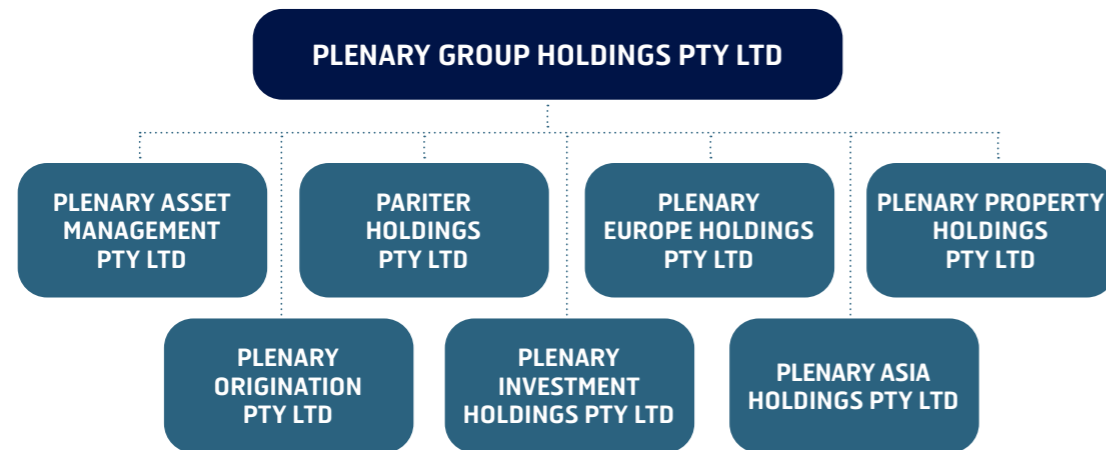 PLENARY GROUP HOLDINGS PTY LTD
PLENARY ASSET
MANAGEMENT
PTY LTD
PARITER
HOLDINGS
PTY LTD
PLENARY
EUROPE HOLDINGS
PTY LTD
PLENARY PROPERTY
HOLDINGS
PTY LTD
PLENARY
ORIGINATION
PTY LTD
PLENARY
INVESTMENT
HOLDINGS PTY LTD
PLENARY ASIA
HOLDINGS PTY LTD